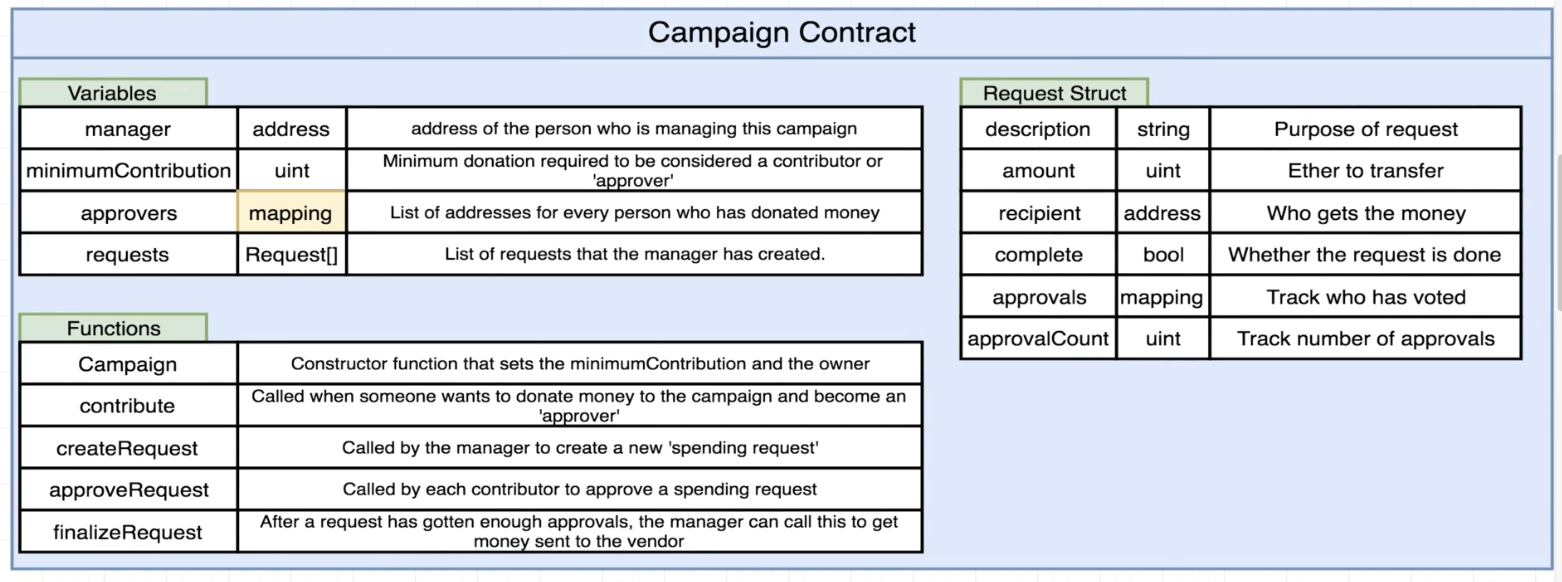 Campaign Contract
Variables
manager address address of the person who is managing this campaign
minimumContribution uint Minimum donation required to be considered a contributor or
'approver'
approvers mapping List of addresses for every person who has donated money
requests Request[] List of requests that the manager has created.
Functions
Campaign Constructor function that sets the minimumContribution and the owner
contribute Called when someone wants to donate money to the campaign and become an
'approver'
createRequest Called by the manager to create a new 'spending request'
approveRequest Called by each contributor to approve a spending request
finalizeRequest After a request has gotten enough approvals, the manager can call this to get
money sent to the vendor
Request Struct
description string Purpose of request
amount uint Ether to transfer
recipient address Who gets the money
complete bool Whether the request is done
approvals mapping Track who has voted
approvalCount uint Track number of approvals